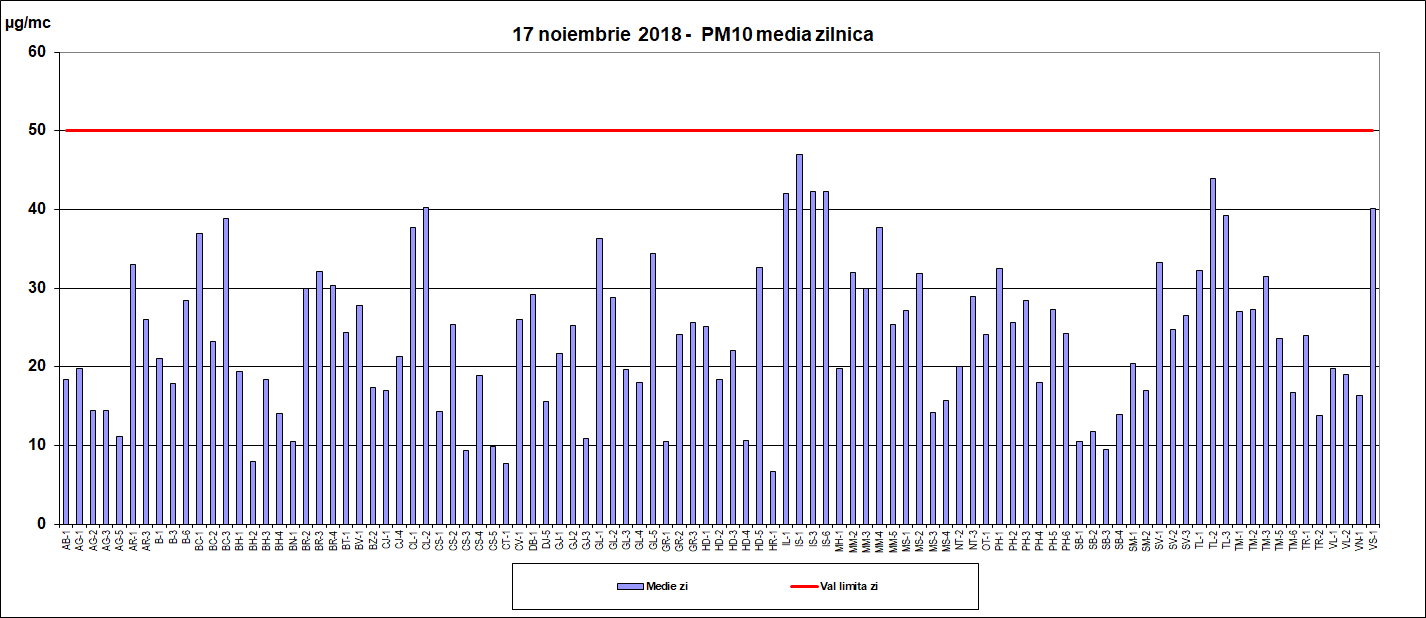 µg/mc
17 noiembrie 2018 - PM10 media zilnica
60
50
40
30
20
10
0
AB-1 AG-1 AG-2 AG-3 AG-5 AR-1 AR-3 B-1 B-3 B-6 BC-1 BC-2 BC-3 BH-1 BH-2 BH-3 BH-4 BN-1 BR-2 BR-3 BR-4 BT-1 BV-1 BZ-2 CJ-1 CJ-4 CL-1 CL-2 CS-1 CS-2 CS-3 CS-4 CS-5 CT-1 CV-1 DB-1 DJ-5 GJ-1 GJ-2 GJ-3 GL-1 GL-2 GL-3 GL-4 GL-5 GR-1 GR-2 GR-3 HD-1 HD-2 HD-3 HD-4 HD-5 HR-1 IL-1 IS-1 IS-3 IS-6 MH-1 MM-2 MM-3 MM-4 MM-5 MS-1 MS-2 MS-3 MS-4 NT-2 NT-3 OT-1 PH-1 PH-2 PH-3 PH-4 PH-5 PH-6 SB-1 SB-2 SB-3 SB-4 SM-1 SM-2 SV-1 SV-2 SV-3 TL-1 TL-2 TL-3 TM-1 TM-2 TM-3 TM-5 TM-6 TR-1 TR-2 VL-1 VL-2 VN-1 VS-1
Medie zi
Val limita zi